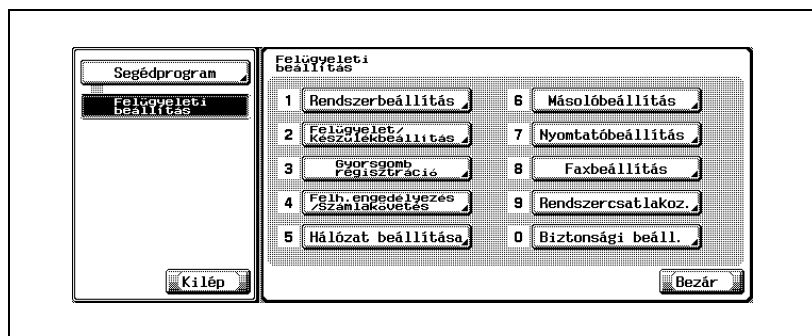 Segédprogram
Felügyeleti
beállítás
Kilép
Felügyeleti
beállítás
1 Rendszerbeállítás
2 Felügyelet/
Készülékbeállítás
3 Gyorsgomb
regisztráció
4 Felh.engedélyezés
/Számlakövetés
5 Hálózat beállítása
6 Másolóbeállítás
7 Nyomtatóbeállítás
8 Faxbeállítás
9 Rendszercsatlakoz.
0 Biztonsági beáll.
Bezár